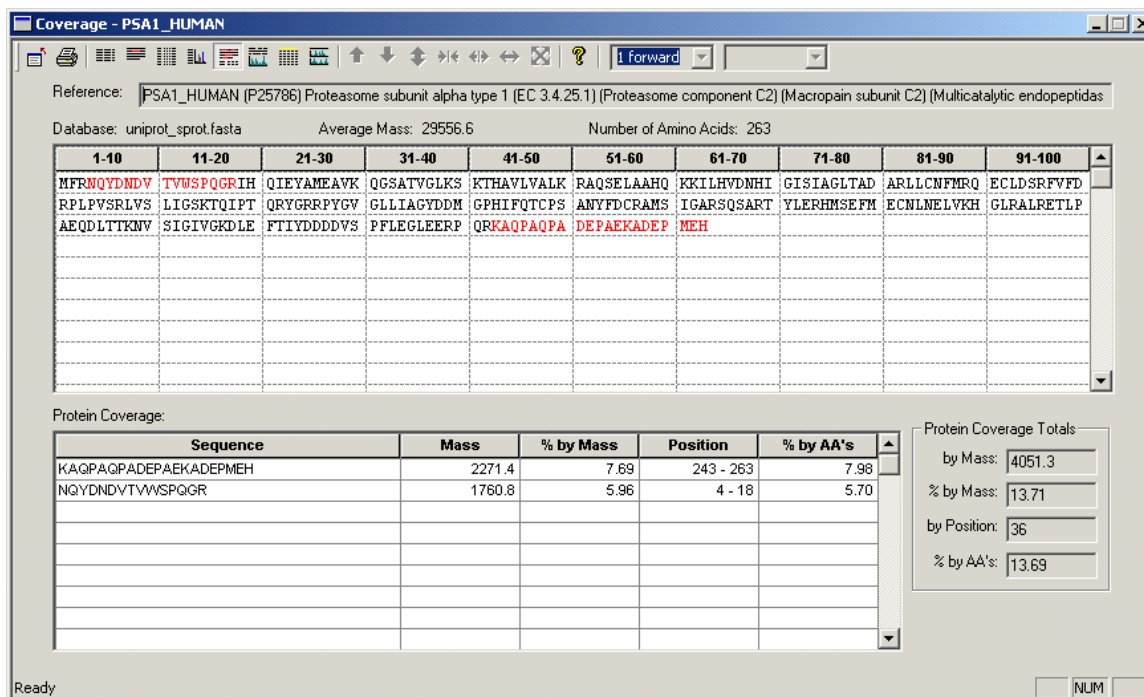 Coverage - PSA1_HUMAN
1 forward
Reference: PSA1_HUMAN (P25786) Proteasome subunit alpha type 1 (EC 3.4.25.1) (Proteasome component C2) (Macropain subunit C2) (Multicatalytic endopeptidas
Database: uniprot_sprot.fasta Average Mass: 29556.6 Number of Amino Acids: 263
1-10 11-20 21-30 31-40 41-50 51-60 61-70 71-80 81-90 91-100
MFRNQYDNDV TVWSPQGRIH QIEYAMEAVK QGSATVGLKS KTHAVLVALK RAQSELAAHQ KKILHVDNHI GISIAGLTAD ARLLCNFMRQ ECLDSRFVFD
RPLPVSRLVS LIGSKTQIPT QRYGRRPYGV GLLIAGYDDM GPHIFQTCPS ANYFDCRAMS IGARSQSART YLERHMSEFM ECNLNELVKH GLRALRETLP
AEQDLTTKNV SIGIVGKDLE FTIYDDDDVS PFLEGLEERP QRKAQPAQPA DEPAEKADEP MEH
Protein Coverage:
Sequence Mass % by Mass Position % by AA's
KAQPAQPADEPAEKADEPMEH 2271.4 7.69 243 - 263 7.98
NQYDNDVTVWSPQGR 1760.8 5.96 4 - 18 5.70
Protein Coverage Totals
by Mass: 4051.3
% by Mass: 13.71
by Position: 36
% by AA's: 13.69
Ready NUM